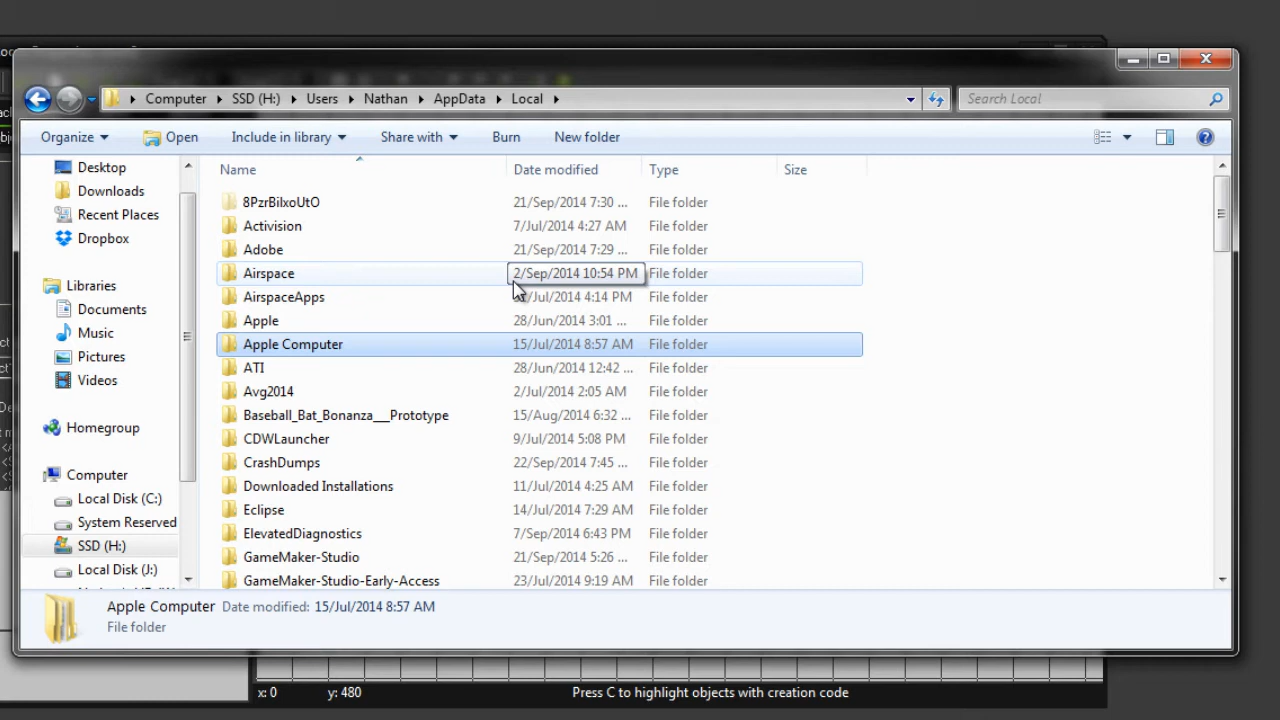 Computer SSD (H:) Users Nathan AppData Local
Search Local
Organize Open Include in library Share with Burn New folder
Desktop
Downloads
Recent Places
Dropbox
Libraries
Documents
Music
Pictures
Videos
Homegroup
Computer
Local Disk (C:)
System Reserved
SSD (H:)
Local Disk (J:)
Name Date modified Type Size
8PzrBilxoUtO 21/Sep/2014 7:30 ... File folder
Activision 7/Jul/2014 4:27 AM File folder
Adobe 21/Sep/2014 7:29 ... File folder
Airspace 2/Sep/2014 10:54 PM File folder
AirspaceApps /Jul/2014 4:14 PM File folder
Apple 28/Jun/2014 3:01 ... File folder
Apple Computer 15/Jul/2014 8:57 AM File folder
ATI 28/Jun/2014 12:42 ... File folder
Avg2014 2/Jul/2014 2:05 AM File folder
Baseball_Bat_Bonanza___Prototype 15/Aug/2014 6:32 ... File folder
CDWLauncher 9/Jul/2014 5:08 PM File folder
CrashDumps 22/Sep/2014 7:45 ... File folder
Downloaded Installations 11/Jul/2014 4:25 AM File folder
Eclipse 14/Jul/2014 7:29 AM File folder
ElevatedDiagnostics 7/Sep/2014 6:43 PM File folder
GameMaker-Studio 21/Sep/2014 5:26 ... File folder
GameMaker-Studio-Early-Access 23/Jul/2014 9:19 AM File folder
Apple Computer Date modified: 15/Jul/2014 8:57 AM
File folder
x: 0 y: 480 Press C to highlight objects with creation code